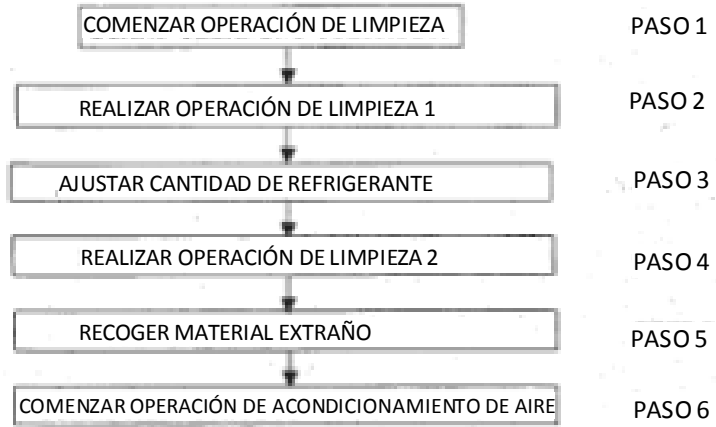 COMENZAR OPERACIÓN DE LIMPIEZA PASO 1
REALIZAR OPERACIÓN DE LIMPIEZA 1 PASO 2
AJUSTAR CANTIDAD DE REFRIGERANTE PASO 3
REALIZAR OPERACIÓN DE LIMPIEZA 2 PASO 4
RECOGER MATERIAL EXTRAÑO PASO 5
COMENZAR OPERACIÓN DE ACONDICIONAMIENTO DE AIRE PASO 6